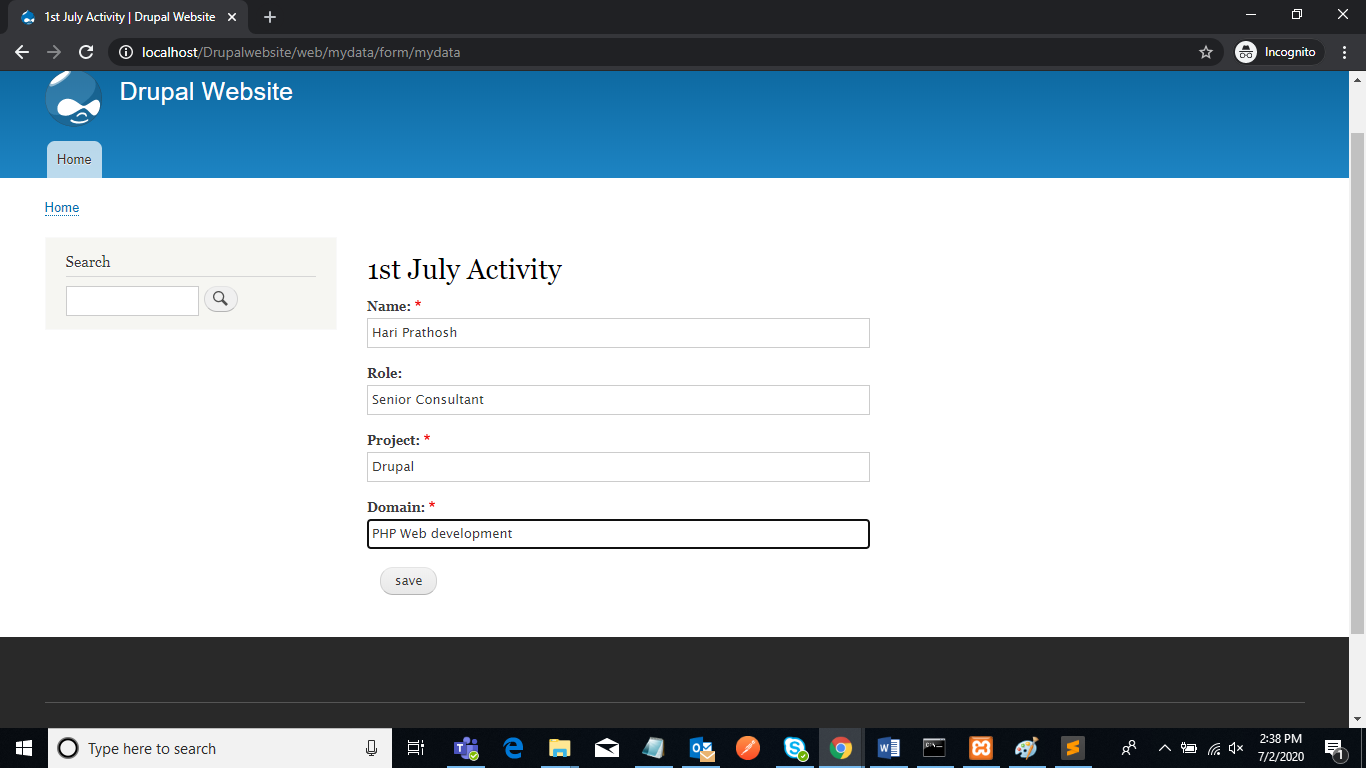 1st July Activity | Drupal Website
localhost/Drupalwebsite/web/mydata/form/mydata
Incognito
Drupal Website
Home
Home
Search
1st July Activity
Name: *
Hari Prathosh
Role:
Senior Consultant
Project: *
Drupal
Domain: *
PHP Web development
save
Type here to search
2:38 PM
7/2/2020
1